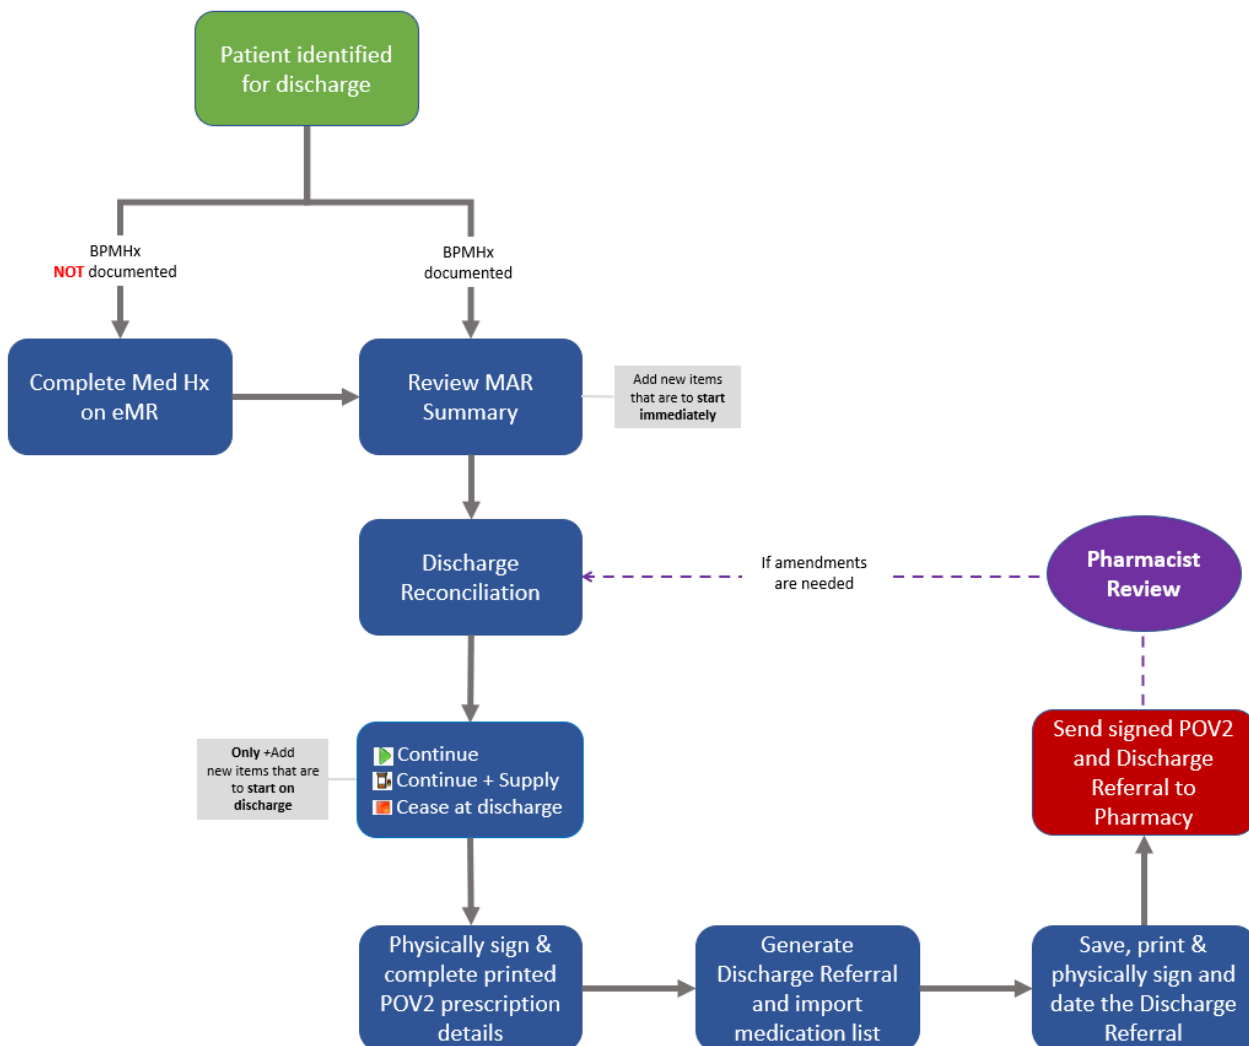 Patient identified
for discharge
BPMHx
NOT documented
BPMHx
documented
Complete Med Hx
on eMR
Review MAR
Summary
Add new items
that are to start
immediately
Discharge
Reconciliation
If amendments
are needed
Pharmacist
Review
Only +Add
new items that are
to start on
discharge
Continue
Continue + Supply
Cease at discharge
Send signed POV2
and Discharge
Referral to
Pharmacy
Physically sign &
complete printed
POV2 prescription
details
Generate
Discharge Referral
and import
medication list
Save, print &
physically sign and
date the Discharge
Referral